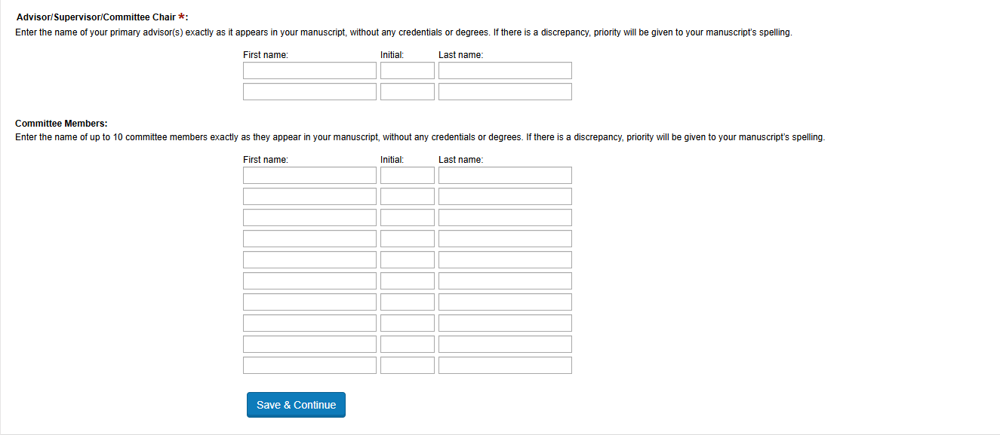 Advisor/Supervisor/Committee Chair *:
Enter the name of your primary advisor(s) exactly as it appears in your manuscript, without any credentials or degrees. If there is a discrepancy, priority will be given to your manuscript's spelling.
First name: Initial: Last name:
Committee Members:
Enter the name of up to 10 committee members exactly as they appear in your manuscript, without any credentials or degrees. If there is a discrepancy, priority will be given to your manuscript's spelling.
First name: Initial: Last name:
Save & Continue